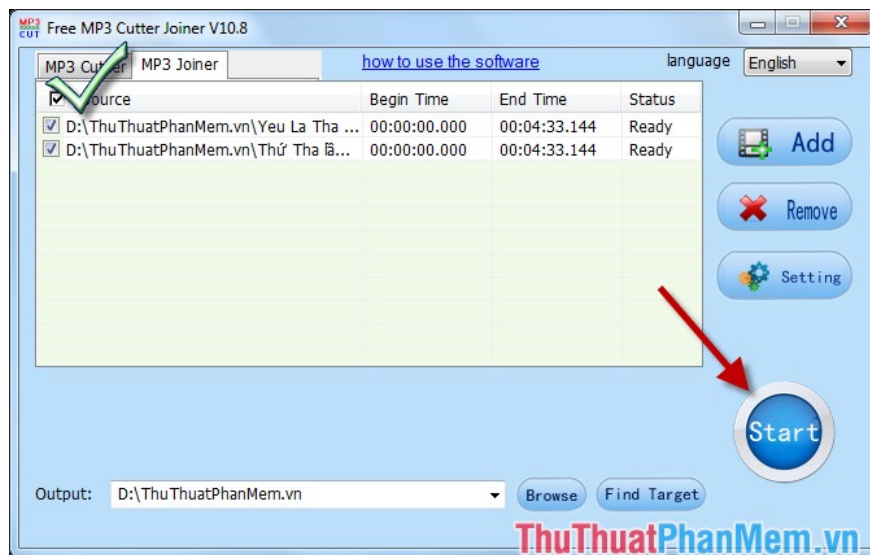 MP3 CUT Free MP3 Cutter Joiner V10.8
MP3 Cutter MP3 Joiner how to use the software language English
Source Begin Time End Time Status
D:\ThuThuatPhanMem.vn\Yeu La Tha ... 00:00:00.000 00:04:33.144 Ready
D:\ThuThuatPhanMem.vn\Thứ Tha lã... 00:00:00.000 00:04:33.144 Ready
Add
Remove
Setting
Start
Output: D:\ThuThuatPhanMem.vn Browse Find Target
ThuThuatPhanMem.vn